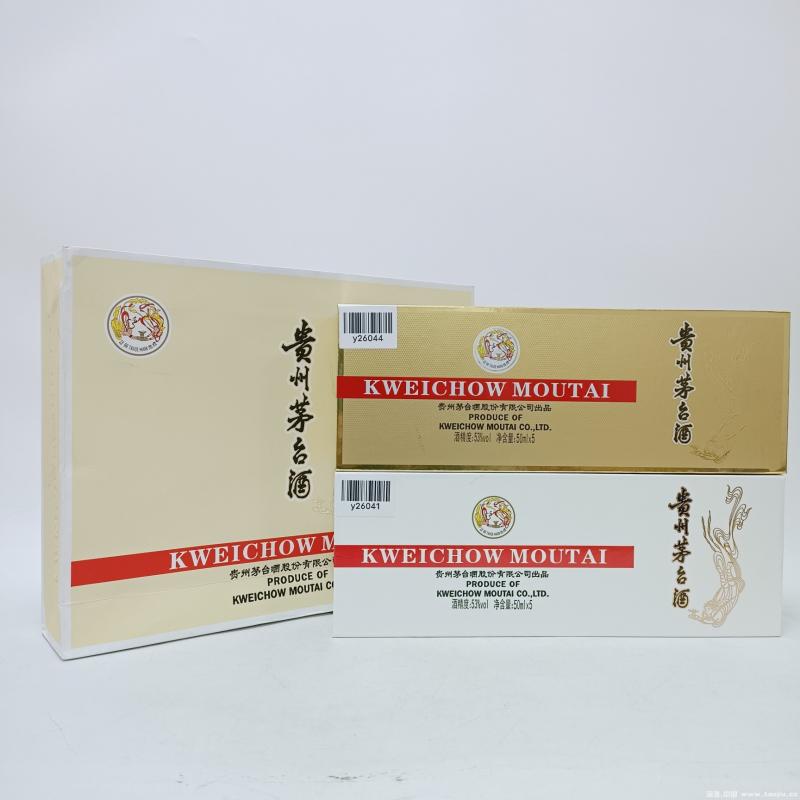 貴州茅台酒
KWEICHOW M
贵州茅台酒股份有限公
PRODUCE OF
KWEICHOW MOUTAI CO
y26044
貴州茅台酒
KWEICHOW MOUTAI
贵州茅台酒股份有限公司出品
PRODUCE OF
KWEICHOW MOUTAI CO.,LTD.
酒精度:53%vol 净含量:50ml×5
y26041
貴州茅台酒
KWEICHOW MOUTAI
贵州茅台酒股份有限公司出品
PRODUCE OF
KWEICHOW MOUTAI CO.,LTD.
酒精度:53%vol 净含量:50ml×5